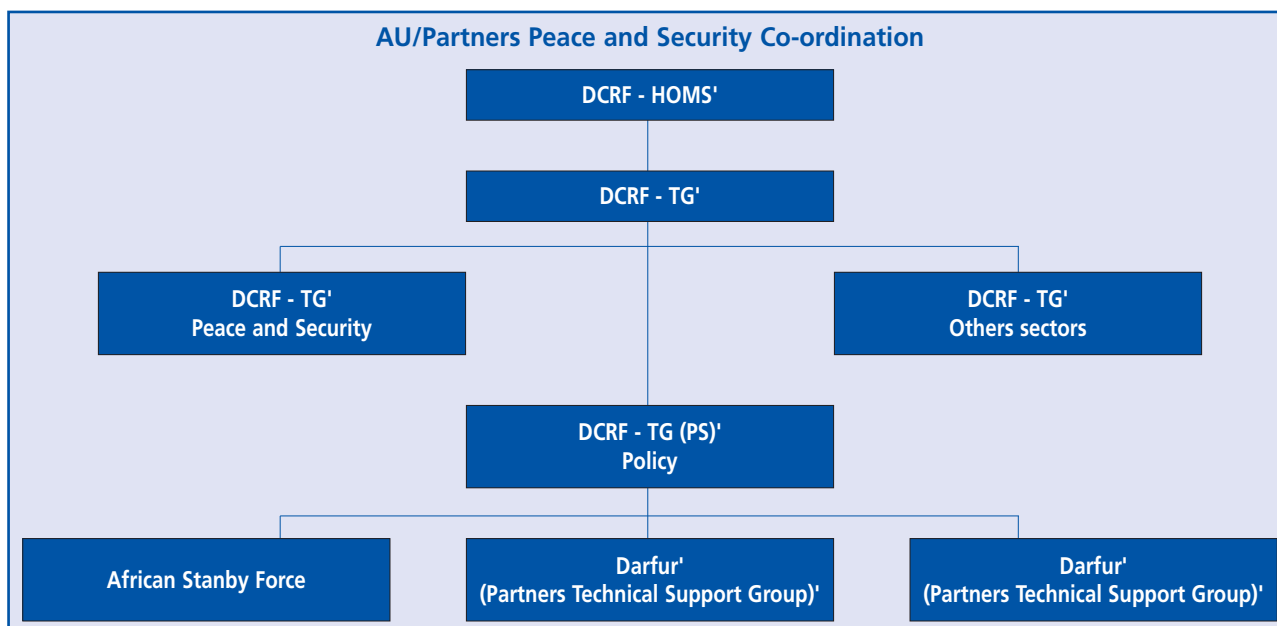 AU/Partners Peace and Security Co-ordination
DCRF - HOMS'
DCRF - TG'
DCRF - TG'
Peace and Security
DCRF - TG'
Others sectors
DCRF - TG (PS)'
Policy
African Stanby Force
Darfur'
(Partners Technical Support Group)'
Darfur'
(Partners Technical Support Group)'